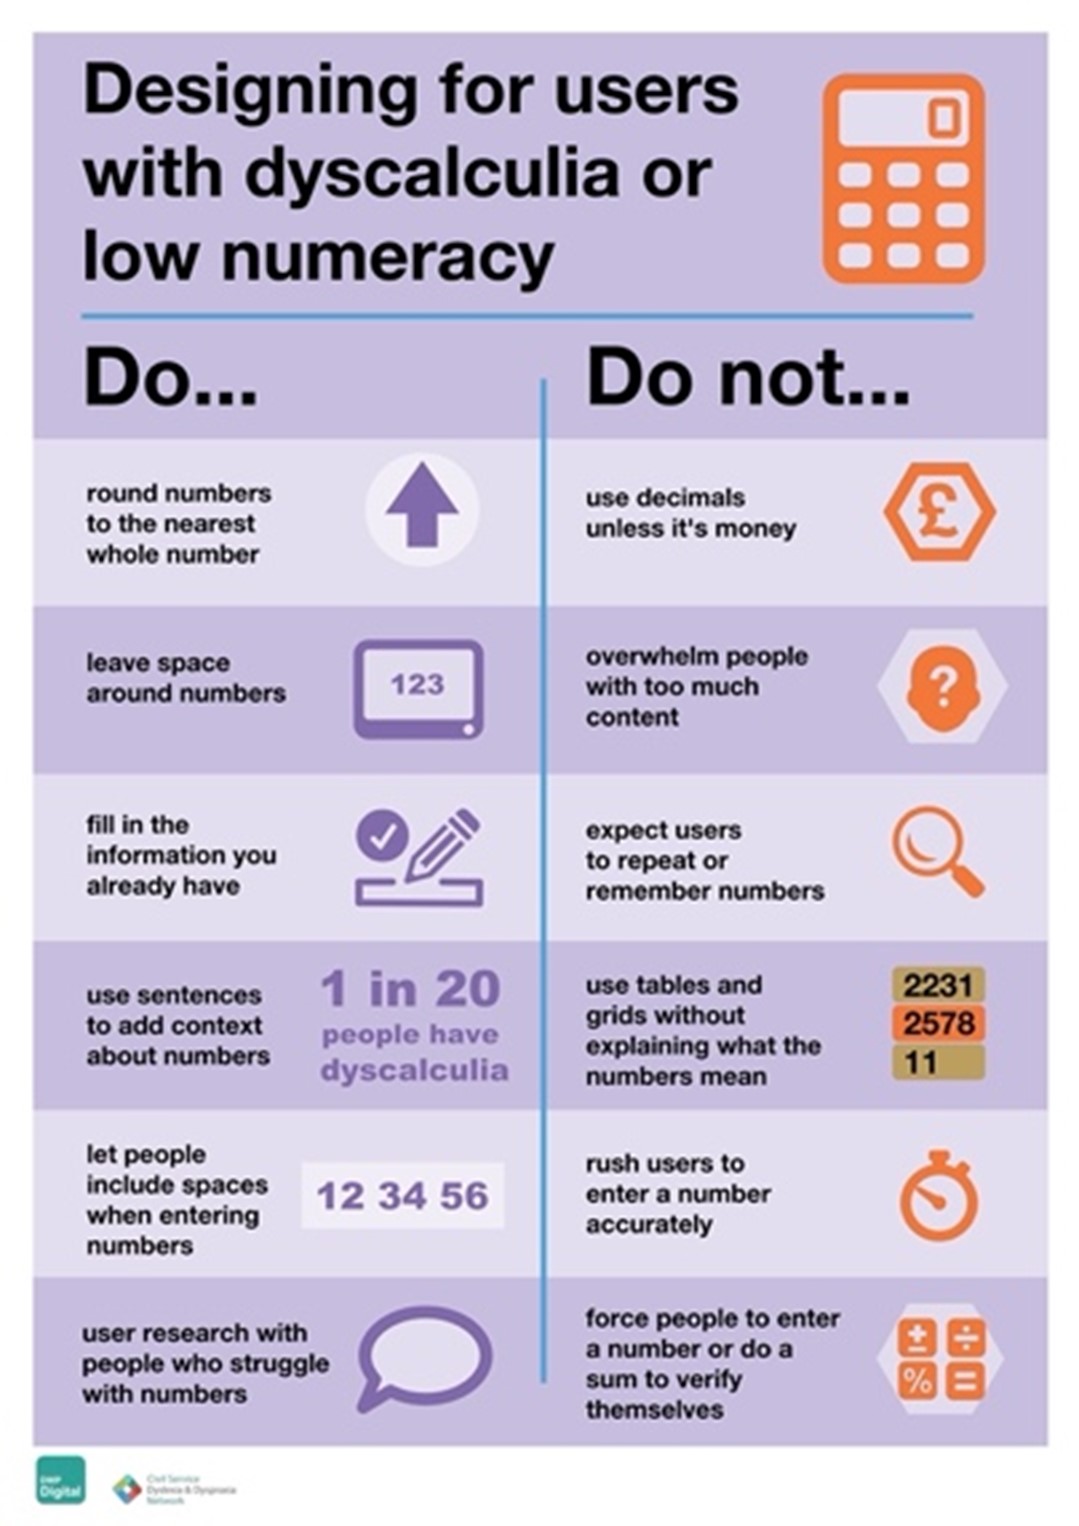 Designing for users
with dyscalculia or
low numeracy
0
Do...
Do not...
round numbers
to the nearest
whole number
use decimals
unless it's money
£
leave space
around numbers
123
overwhelm people
with too much
content
?
fill in the
information you
already have
expect users
to repeat or
remember numbers
use sentences
to add context
about numbers
1 in 20
people have
dyscalculia
use tables and
grids without
explaining what the
numbers mean
2231
2578
11
let people
include spaces
when entering
numbers
12 34 56
rush users to
enter a number
accurately
user research with
people who struggle
with numbers
force people to enter
a number or do a
sum to verify
themselves
± ÷
% =
DWP
Digital
Civil Service
Dyslexia & Dyspraxia
Network